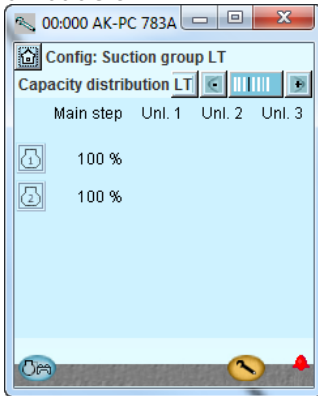 00:000 AK-PC 783A
Config: Suction group LT
Capacity distribution LT
Main step Unl. 1 Unl. 2 Unl. 3
1 100 %
2 100 %